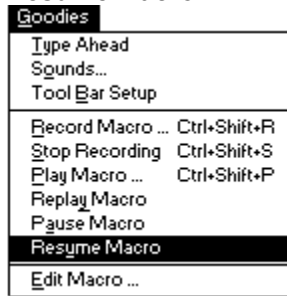 Goodies
Type Ahead
Sounds...
Tool Bar Setup
Record Macro ... Ctrl+Shift+R
Stop Recording Ctrl+Shift+S
Play Macro ... Ctrl+Shift+P
Replay Macro
Pause Macro
Resume Macro
Edit Macro ...